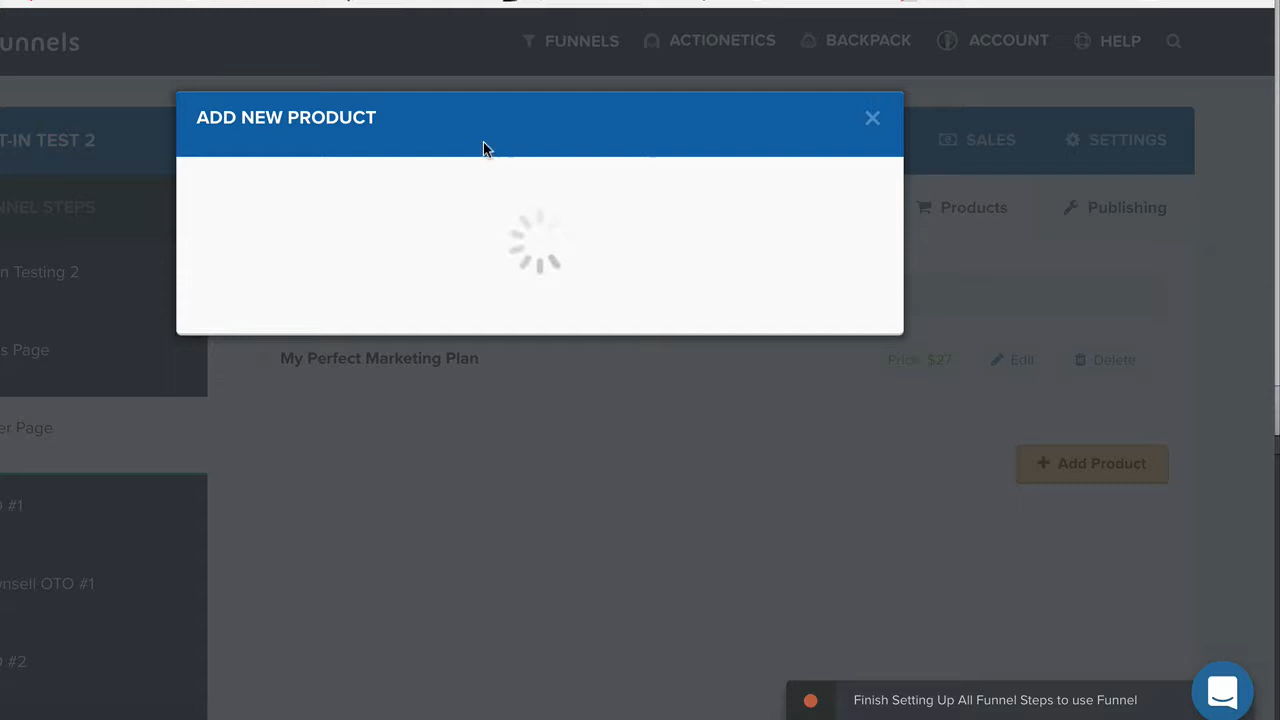 unnels
FUNNELS
ACTIONETICS
BACKPACK
ACCOUNT
HELP
ADD NEW PRODUCT
T-IN TEST 2
SALES
SETTINGS
NNEL STEPS
Products
Publishing
n Testing 2
s Page
My Perfect Marketing Plan
Price: $27
Edit
Delete
er Page
Add Product
O #1
wnsell OTO #1
O #2
Finish Setting Up All Funnel Steps to use Funnel